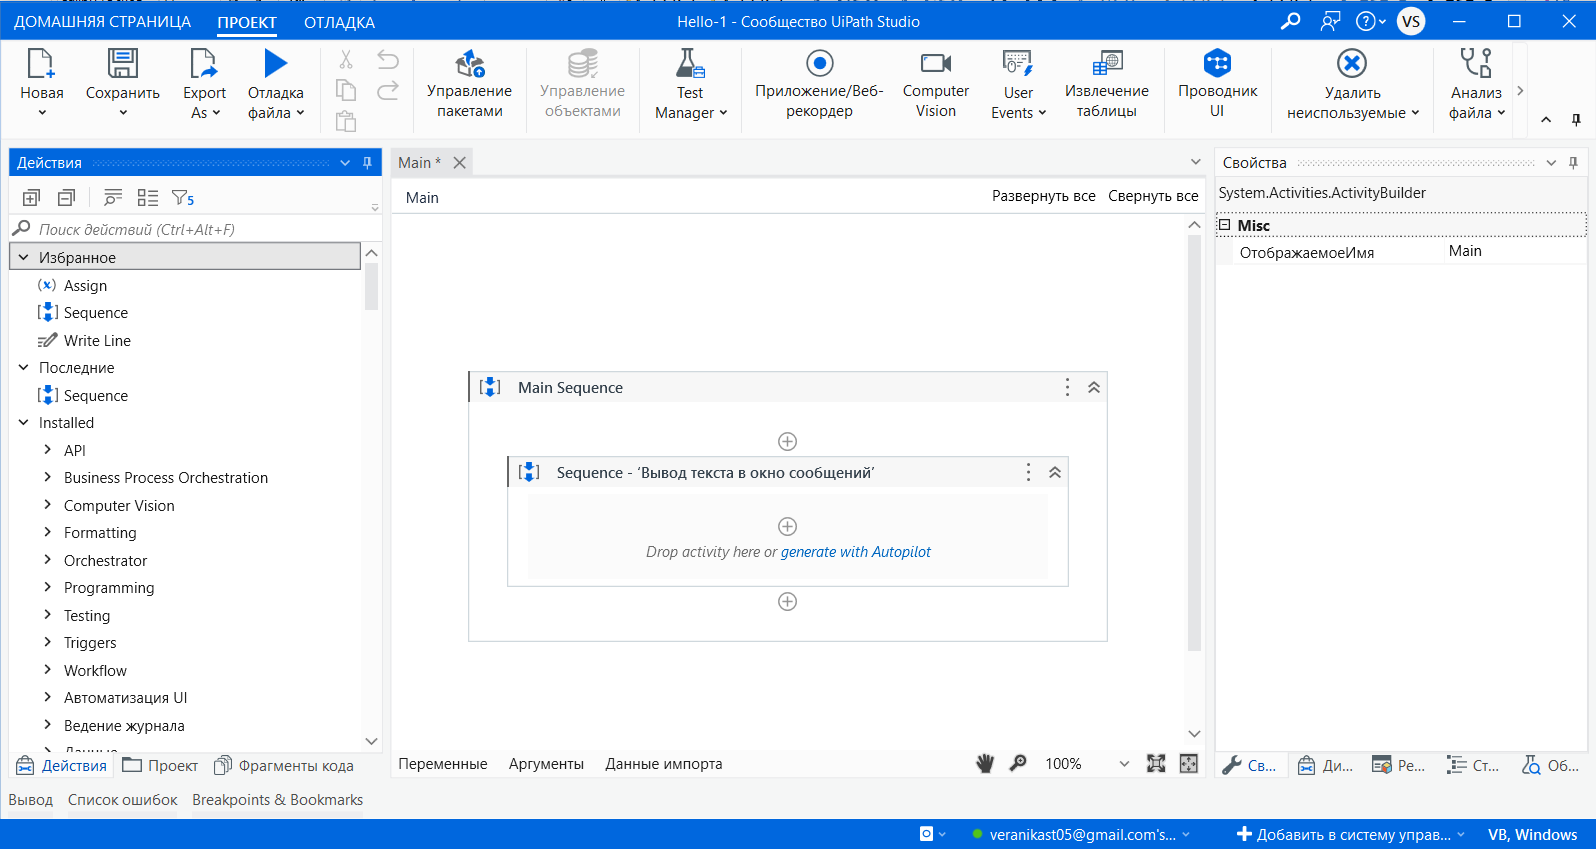 ДОМАШНЯЯ СТРАНИЦА ПРОЕКТ ОТЛАДКА Hello-1 - Сообщество UiPath Studio VS
Новая
Сохранить
Export
As
Отладка
файла
Управление
пакетами
Управление
объектами
Test
Manager
Приложение/Веб-
рекордер
Computer
Vision
User
Events
Извлечение
таблицы
Проводник
UI
Удалить
неиспользуемые
Анализ
файла
Действия
5
Поиск действий (Ctrl+Alt+F)
Избранное
Assign
Sequence
Write Line
Последние
Sequence
Installed
API
Business Process Orchestration
Computer Vision
Formatting
Orchestrator
Programming
Testing
Triggers
Workflow
Автоматизация UI
Ведение журнала
Данные
Действия Проект Фрагменты кода
Main *
Main Развернуть все Свернуть все
Main Sequence
Sequence - ‘Вывод текста в окно сообщений’
Drop activity here or generate with Autopilot
Переменные Аргументы Данные импорта 100%
Свойства
System.Activities.ActivityBuilder
Misc
ОтображаемоеИмя Main
Св... Ди... Ре... Ст... Об...
Вывод Список ошибок Breakpoints & Bookmarks
veranikast05@gmail.com's... Добавить в систему управ... VB, Windows